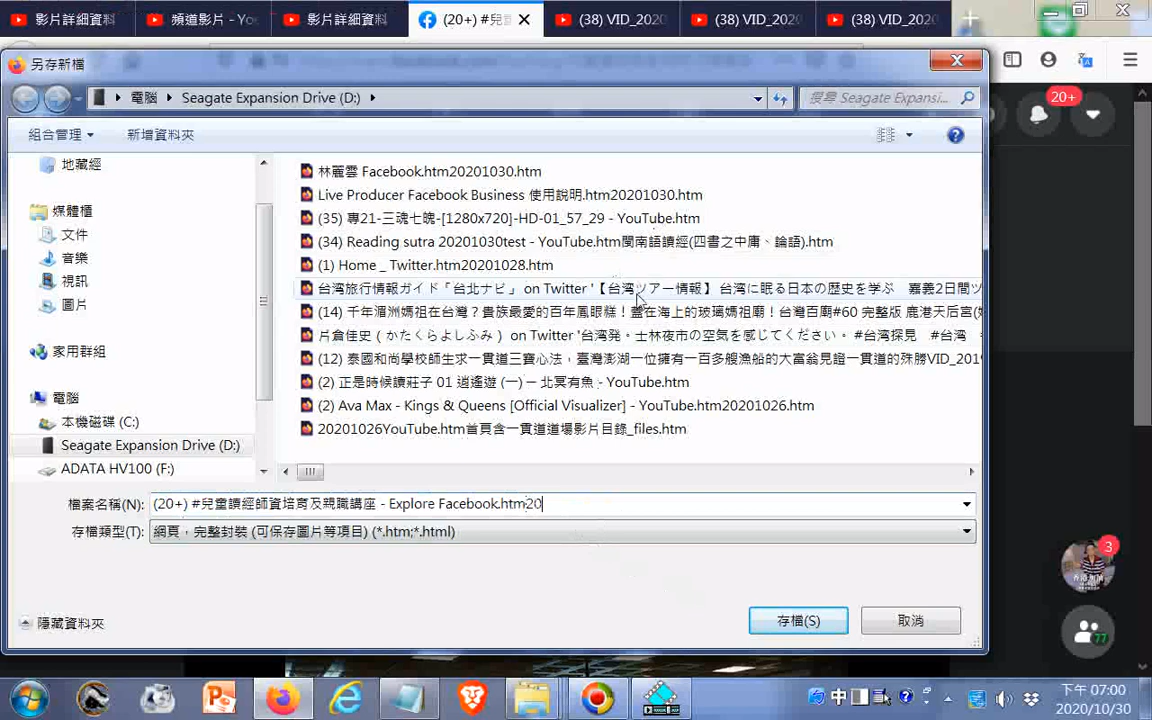 影片詳細資料
頻道影片 - Yo
影片詳細資料
(20+) #兒
(38) VID_202
(38) VID_202
(38) VID_202
另存新檔
電腦
Seagate Expansion Drive (D:)
搜尋 Seagate Expansi...
20+
組合管理
新增資料夾
地藏經
媒體櫃
文件
音樂
視訊
圖片
家用群組
電腦
本機磁碟 (C:)
Seagate Expansion Drive (D:)
ADATA HV100 (F:)
林麗雲 Facebook.htm20201030.htm
Live Producer Facebook Business 使用說明.htm20201030.htm
(35) 專21-三魂七魄-[1280x720]-HD-01_57_29 - YouTube.htm
(34) Reading sutra 20201030test - YouTube.htm閩南語讀經(四書之中庸、論語).htm
(1) Home _ Twitter.htm20201028.htm
台湾旅行情報ガイド「台北ナビ」 on Twitter '【台湾ツアー情報】 台湾に眠る日本の歴史を学ぶ 嘉義2日間ツ
(14) 千年湄洲媽祖在台灣？貴族最愛的百年鳳眼糕！蓋在海上的玻璃媽祖廟！台灣百廟#60 完整版 鹿港天后宮(
片倉佳史（かたくらよしふみ） on Twitter '台湾発。士林夜市の空気を感じてください。 #台湾探見 #台湾
(12) 泰國和尚學校師生求一貫道三寶心法，臺灣澎湖一位擁有一百多艘漁船的大富翁見證一貫道的殊勝VID_201
(2) 正是時候讀莊子 01 逍遙遊 (一) ─ 北冥有魚 - YouTube.htm
(2) Ava Max - Kings & Queens [Official Visualizer] - YouTube.htm20201026.htm
20201026YouTube.htm首頁含一貫道道場影片目錄_files.htm
檔案名稱(N):
(20+) #兒童讀經師資培育及親職講座 - Explore Facebook.htm20
存檔類型(T):
網頁，完整封裝 (可保存圖片等項目) (*.htm;*.html)
隱藏資料夾
存檔(S)
取消
3
77
中
下午 07:00
2020/10/30